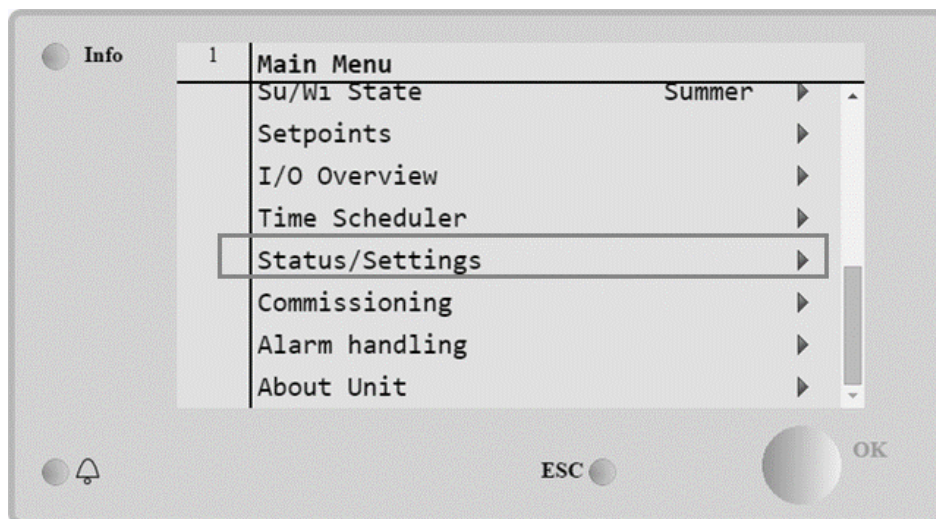 Info
1
Main Menu
Su/Wi State Summer
Setpoints
I/O Overview
Time Scheduler
Status/Settings
Commissioning
Alarm handling
About Unit
ESC
OK